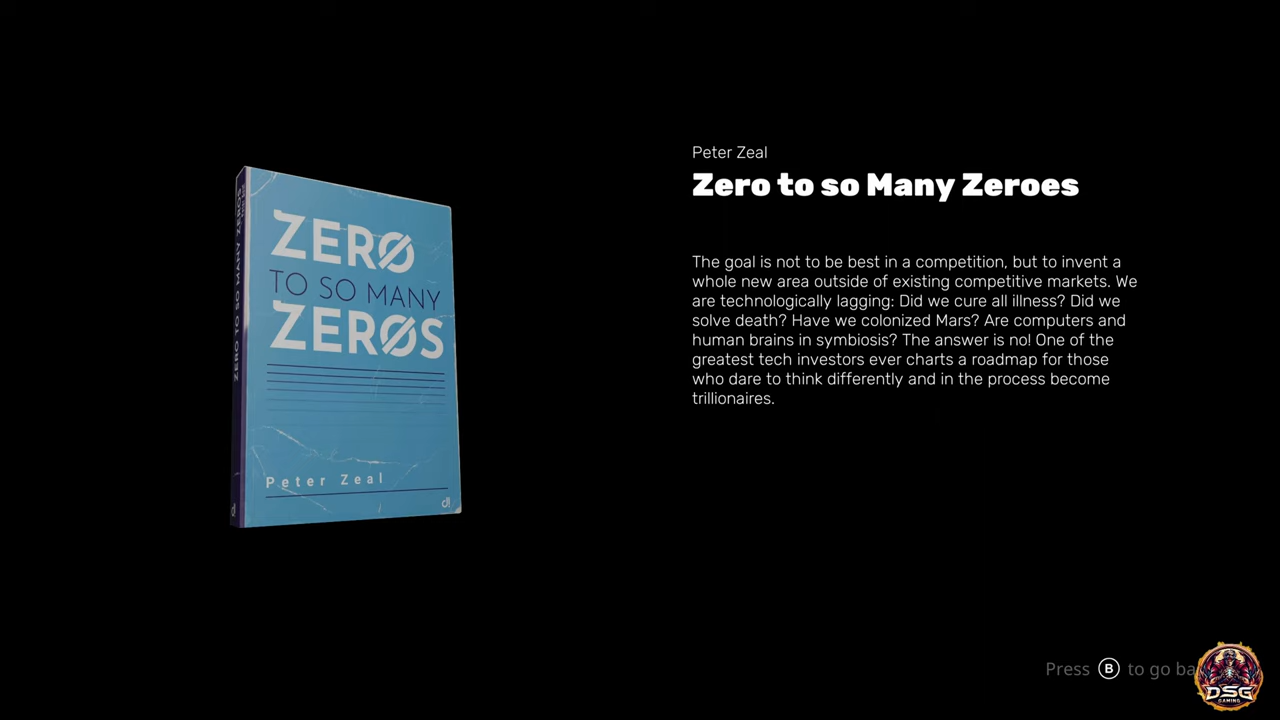 Peter Zeal
Zero to so Many Zeroes
The goal is not to be best in a competition, but to invent a
whole new area outside of existing competitive markets. We
are technologically lagging: Did we cure all illness? Did we
solve death? Have we colonized Mars? Are computers and
human brains in symbiosis? The answer is no! One of the
greatest tech investors ever charts a roadmap for those
who dare to think differently and in the process become
trillionaires.
ZERO TO SO MANY ZEROS
ZERØ
TO SO MANY
ZERØS
Peter Zeal
d!
Press B to go ba
DSG
GAMING